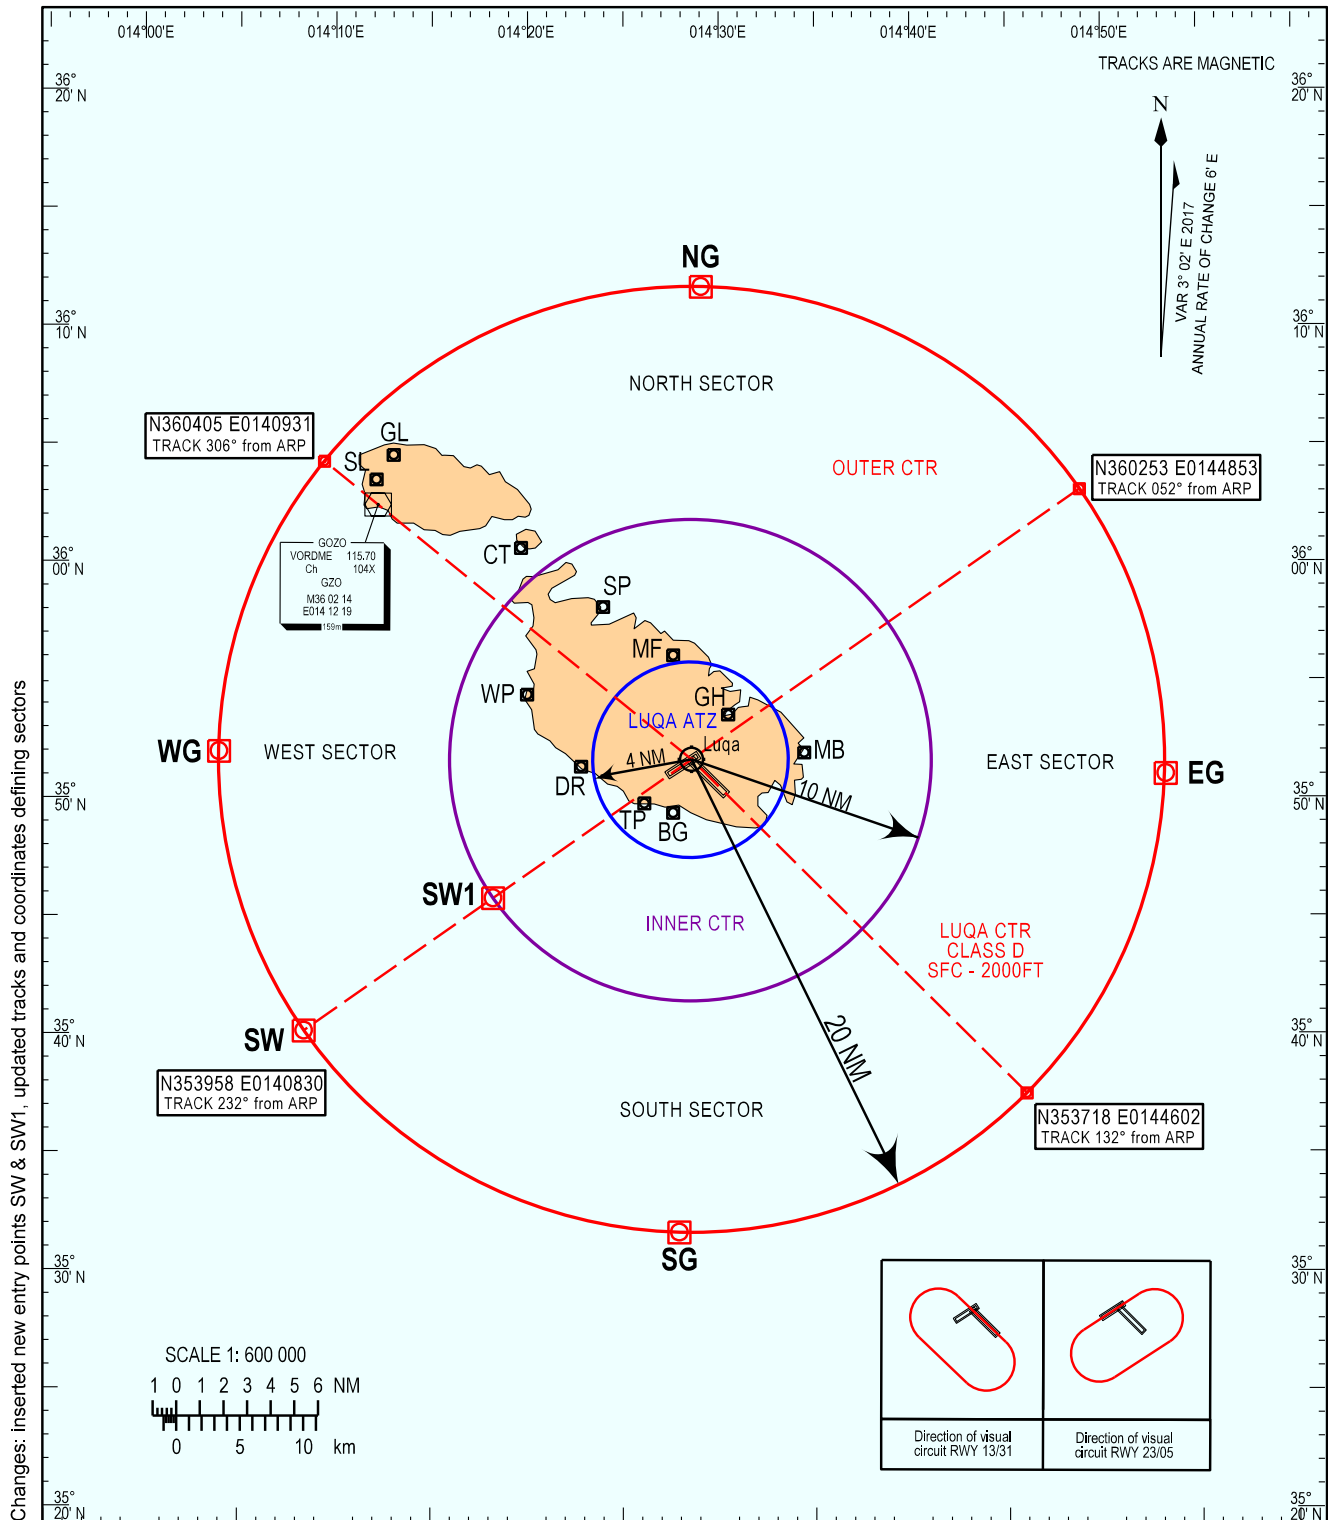 014°00'E 014°10'E 014°20'E 014°30'E 014°40'E 014°50'E
TRACKS ARE MAGNETIC
36°
20' N
36°
20' N
N
VAR 3° 02' E 2017
ANNUAL RATE OF CHANGE 6' E
NG
36°
10' N
36°
10' N
NORTH SECTOR
N360405 E0140931
TRACK 306° from ARP
GL
SL
OUTER CTR
N360253 E0144853
TRACK 052° from ARP
GOZO
VORDME 115.70
Ch 104X
GZO
M36 02 14
E014 12 19
159m
CT
36°
00' N
36°
00' N
SP
MF
WP
GH
LUQA ATZ
Luqa
4 NM
MB
WG
WEST SECTOR
EAST SECTOR
EG
DR
10 NM
35°
50' N
35°
50' N
TP
BG
SW1
INNER CTR
LUQA CTR
CLASS D
SFC - 2000FT
SW
20 NM
35°
40' N
35°
40' N
N353958 E0140830
TRACK 232° from ARP
SOUTH SECTOR
N353718 E0144602
TRACK 132° from ARP
SG
35°
30' N
35°
30' N
SCALE 1: 600 000
1 0 1 2 3 4 5 6 NM
0 5 10 km
Direction of visual
circuit RWY 13/31
Direction of visual
circuit RWY 23/05
35°
20' N
35°
20' N
Changes: inserted new entry points SW & SW1, updated tracks and coordinates defining sectors